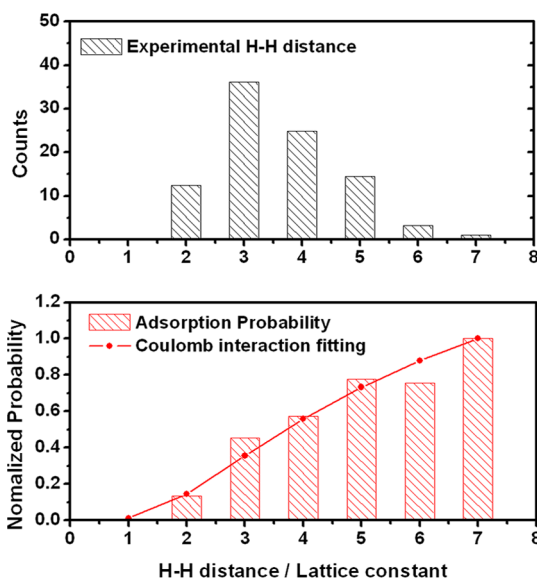 50
Experimental H-H distance
40
30
Counts
20
10
0
0 1 2 3 4 5 6 7 8
1.2
Adsorption Probability
1.0
Coulomb interaction fitting
0.8
Nomalized Probability
0.6
0.4
0.2
0.0
0 1 2 3 4 5 6 7 8
H-H distance / Lattice constant